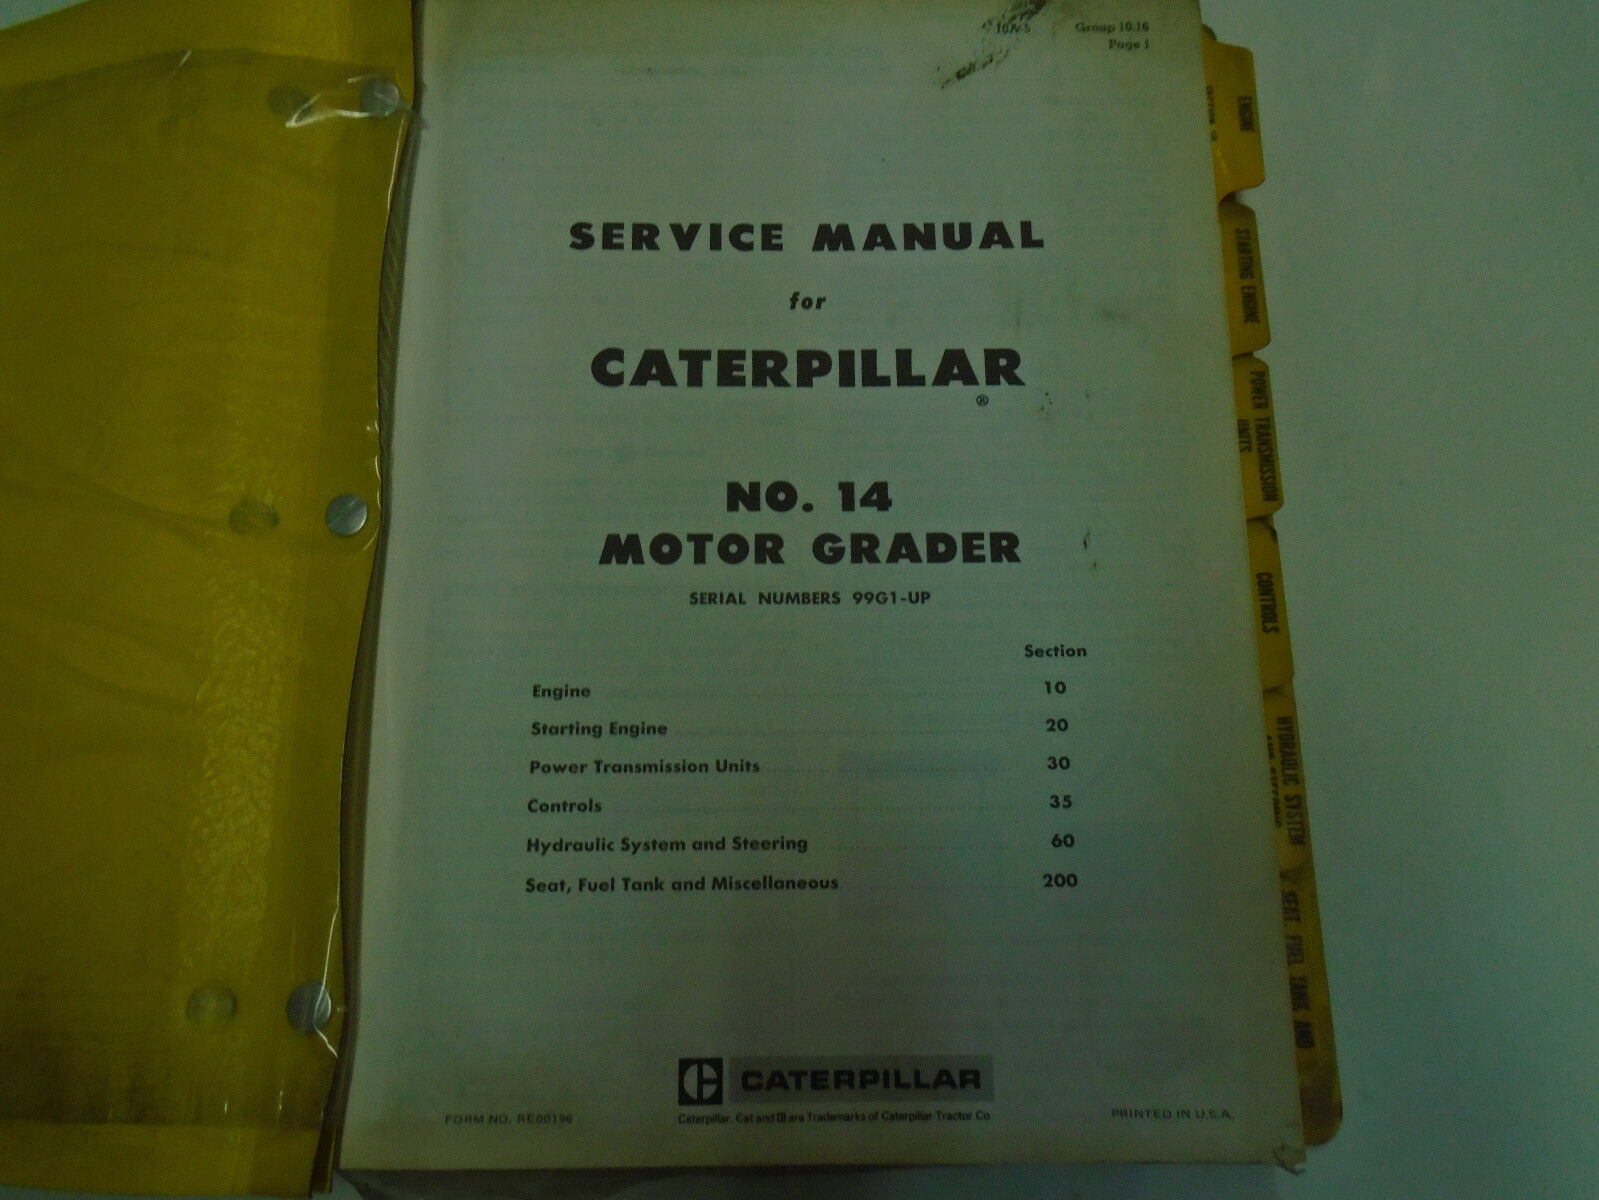 Group 10.16
Page 1
SERVICE MANUAL
for
CATERPILLAR
®
NO. 14
MOTOR GRADER
SERIAL NUMBERS 99G1-UP
Section
Engine 10
Starting Engine 20
Power Transmission Units 30
Controls 35
Hydraulic System and Steering 60
Seat, Fuel Tank and Miscellaneous 200
CATERPILLAR
FORM NO. RE00196
Caterpillar, Cat and are Trademarks of Caterpillar Tractor Co.
PRINTED IN U.S.A.
ENGINE
STARTING ENGINE
POWER TRANSMISSION
UNITS
CONTROLS
HYDRAULIC SYSTEM
SEAT, FUEL TANK AND